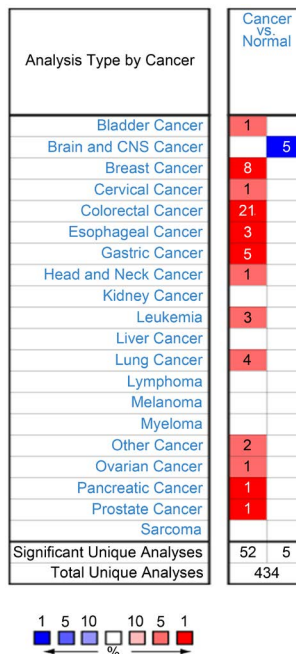 Analysis Type by Cancer
Cancer
vs.
Normal
Bladder Cancer 1
Brain and CNS Cancer 5
Breast Cancer 8
Cervical Cancer 1
Colorectal Cancer 21
Esophageal Cancer 3
Gastric Cancer 5
Head and Neck Cancer 1
Kidney Cancer
Leukemia 3
Liver Cancer
Lung Cancer 4
Lymphoma
Melanoma
Myeloma
Other Cancer 2
Ovarian Cancer 1
Pancreatic Cancer 1
Prostate Cancer 1
Sarcoma
Significant Unique Analyses 52 5
Total Unique Analyses 434
1 5 10 10 5 1
%